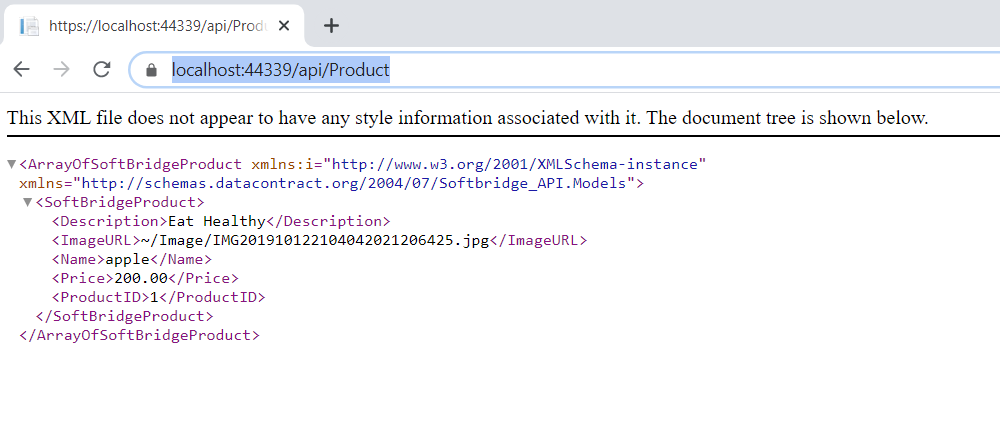 https://localhost:44339/api/Produ
localhost:44339/api/Product
This XML file does not appear to have any style information associated with it. The document tree is shown below.
▼<ArrayOfSoftBridgeProduct xmlns:i="http://www.w3.org/2001/XMLSchema-instance"
xmlns="http://schemas.datacontract.org/2004/07/Softbridge_API.Models">
▼<SoftBridgeProduct>
<Description>Eat Healthy</Description>
<ImageURL>~/Image/IMG20191012210404202​1206425.jpg</ImageURL>
<Name>apple</Name>
<Price>200.00</Price>
<ProductID>1</ProductID>
</SoftBridgeProduct>
</ArrayOfSoftBridgeProduct>